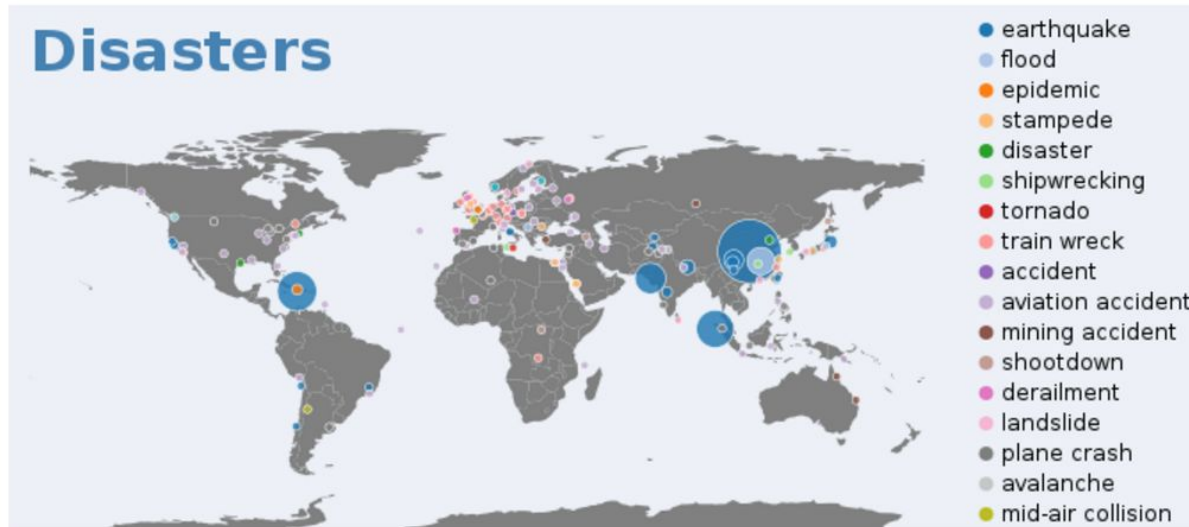 Disasters
earthquake
flood
epidemic
stampede
disaster
shipwrecking
tornado
train wreck
accident
aviation accident
mining accident
shootdown
derailment
landslide
plane crash
avalanche
mid-air collision